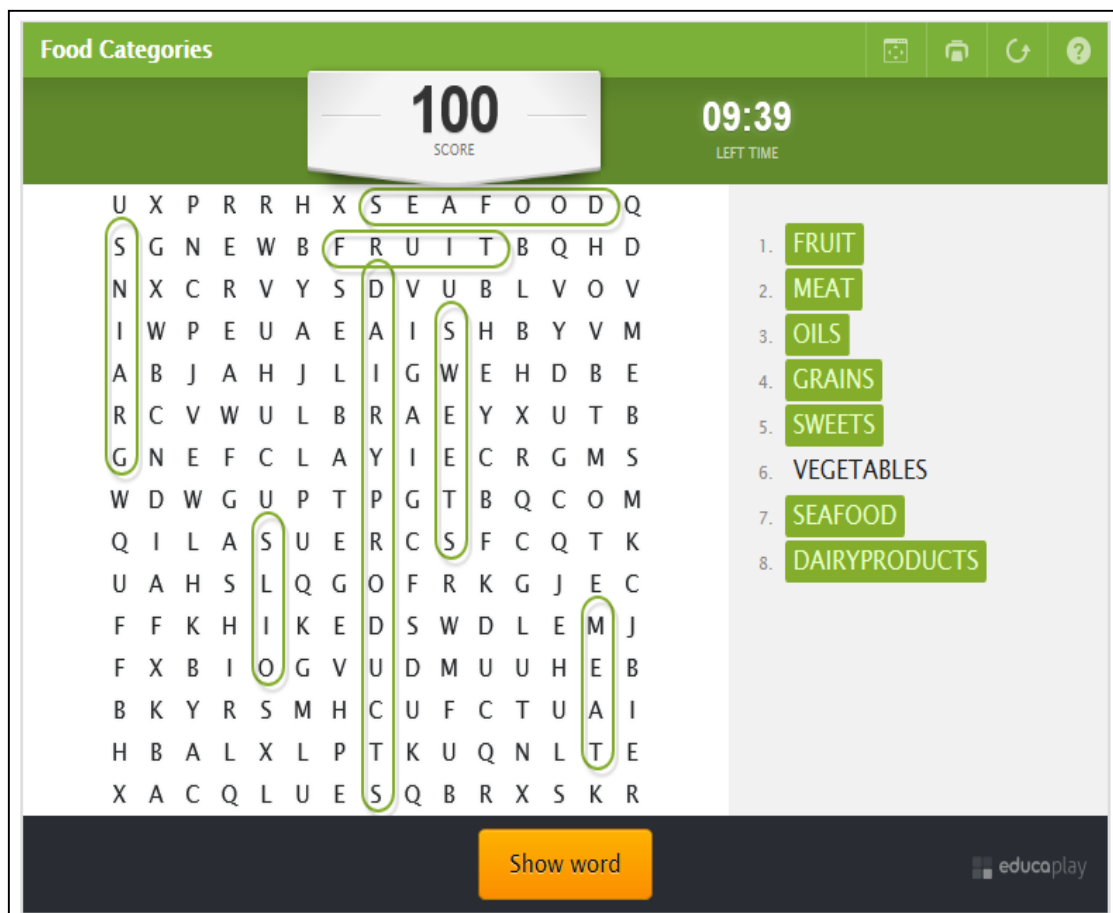 Food Categories
?
100
SCORE
09:39
LEFT TIME
U X P R R H X S E A F O O D Q
S G N E W B F R U I T B Q H D
N X C R V Y S D V U B L V O V
I W P E U A E A I S H B Y V M
A B J A H J L I G W E H D B E
R C V W U L B R A E Y X U T B
G N E F C L A Y I E C R G M S
W D W G U P T P G T B Q C O M
Q I L A S U E R C S F C Q T K
U A H S L Q G O F R K G J E C
F F K H I K E D S W D L E M J
F X B I O G V U D M U U H E B
B K Y R S M H C U F C T U A I
H B A L X L P T K U Q N L T E
X A C Q L U E S Q B R X S K R
1. FRUIT
2. MEAT
3. OILS
4. GRAINS
5. SWEETS
6. VEGETABLES
7. SEAFOOD
8. DAIRYPRODUCTS
Show word
educaplay